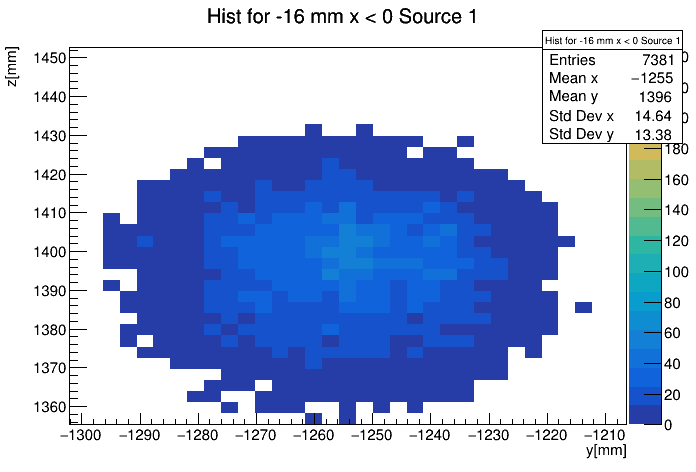 Hist for -16 mm x < 0 Source 1
z[mm]
Hist for -16 mm x < 0 Source 1
Entries 7381
Mean x −1255
Mean y 1396
Std Dev x 14.64
Std Dev y 13.38
1450
1440
1430
1420
1410
1400
1390
1380
1370
1360
180
160
140
120
100
80
60
40
20
0
−1300 −1290 −1280 −1270 −1260 −1250 −1240 −1230 −1220 −1210
y[mm]